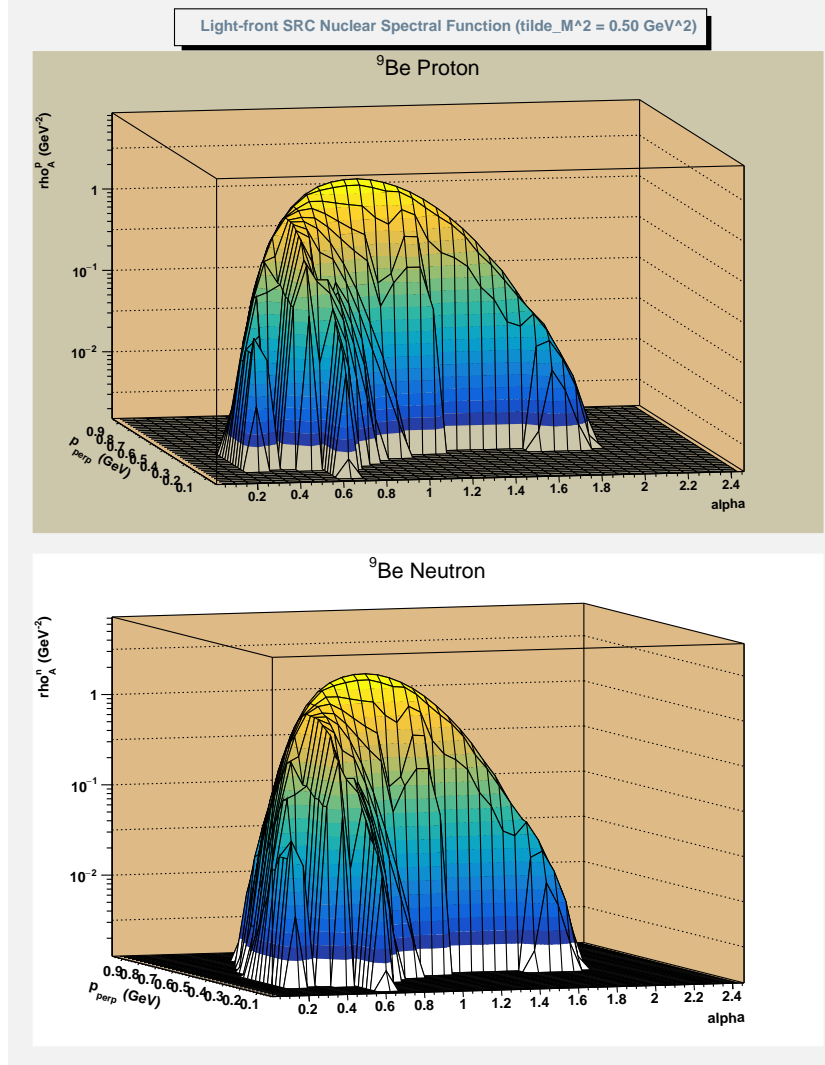 Light-front SRC Nuclear Spectral Function (tilde_M^2 = 0.50 GeV^2)
⁹Be Proton
rho_A^p (GeV⁻²)
1
10⁻¹
10⁻²
0.9 0.8 0.7 0.6 0.5 0.4 0.3 0.2 0.1
p_perp (GeV)
0.2 0.4 0.6 0.8 1 1.2 1.4 1.6 1.8 2 2.2 2.4
alpha
⁹Be Neutron
rho_A^n (GeV⁻²)
1
10⁻¹
10⁻²
0.9 0.8 0.7 0.6 0.5 0.4 0.3 0.2 0.1
p_perp (GeV)
0.2 0.4 0.6 0.8 1 1.2 1.4 1.6 1.8 2 2.2 2.4
alpha